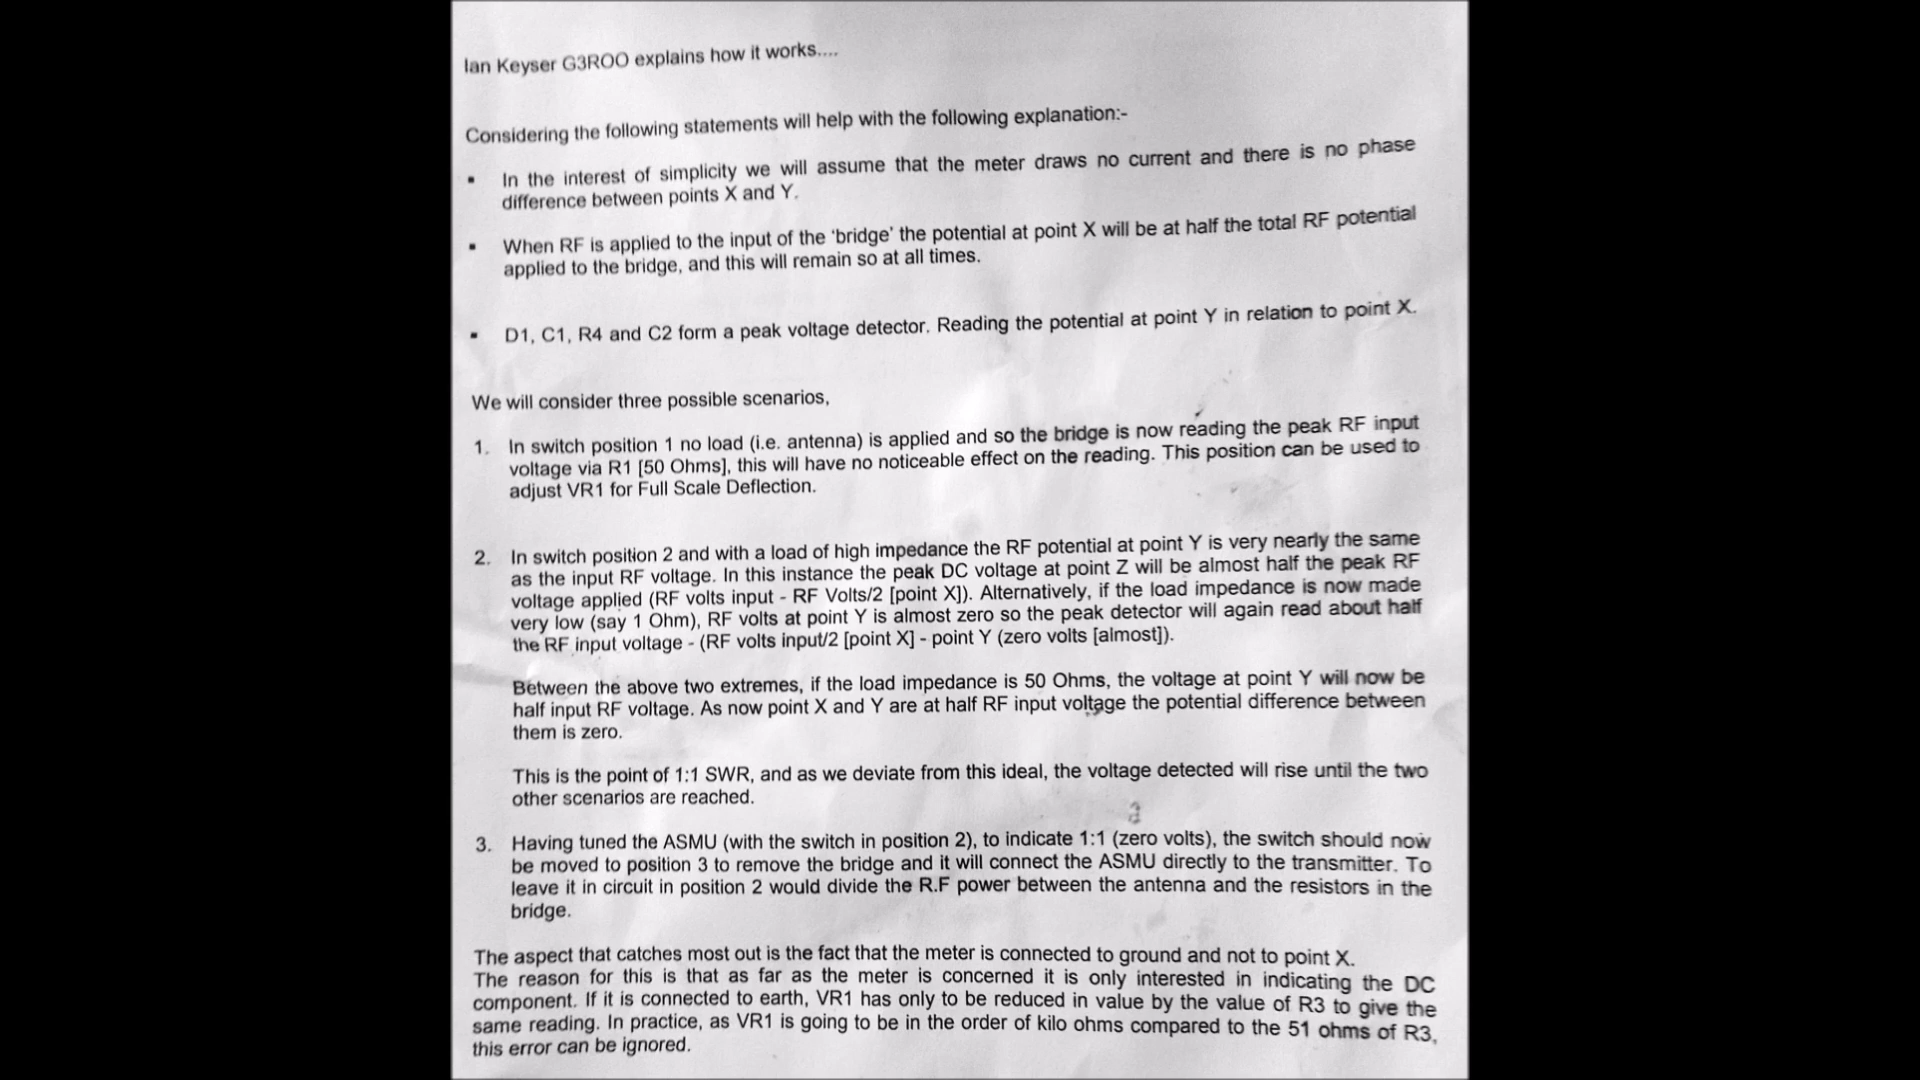 Ian Keyser G3ROO explains how it works....
Considering the following statements will help with the following explanation:-
▪ In the interest of simplicity we will assume that the meter draws no current and there is no phase
difference between points X and Y.
▪ When RF is applied to the input of the 'bridge' the potential at point X will be at half the total RF potential
applied to the bridge, and this will remain so at all times.
▪ D1, C1, R4 and C2 form a peak voltage detector. Reading the potential at point Y in relation to point X.
We will consider three possible scenarios,
1. In switch position 1 no load (i.e. antenna) is applied and so the bridge is now reading the peak RF input
voltage via R1 [50 Ohms], this will have no noticeable effect on the reading. This position can be used to
adjust VR1 for Full Scale Deflection.
2. In switch position 2 and with a load of high impedance the RF potential at point Y is very nearly the same
as the input RF voltage. In this instance the peak DC voltage at point Z will be almost half the peak RF
voltage applied (RF volts input - RF Volts/2 [point X]). Alternatively, if the load impedance is now made
very low (say 1 Ohm), RF volts at point Y is almost zero so the peak detector will again read about half
the RF input voltage - (RF volts input/2 [point X] - point Y (zero volts [almost]).
Between the above two extremes, if the load impedance is 50 Ohms, the voltage at point Y will now be
half input RF voltage. As now point X and Y are at half RF input voltage the potential difference between
them is zero.
This is the point of 1:1 SWR, and as we deviate from this ideal, the voltage detected will rise until the two
other scenarios are reached.
3. Having tuned the ASMU (with the switch in position 2), to indicate 1:1 (zero volts), the switch should now
be moved to position 3 to remove the bridge and it will connect the ASMU directly to the transmitter. To
leave it in circuit in position 2 would divide the R.F power between the antenna and the resistors in the
bridge.
The aspect that catches most out is the fact that the meter is connected to ground and not to point X.
The reason for this is that as far as the meter is concerned it is only interested in indicating the DC
component. If it is connected to earth, VR1 has only to be reduced in value by the value of R3 to give the
same reading. In practice, as VR1 is going to be in the order of kilo ohms compared to the 51 ohms of R3,
this error can be ignored.